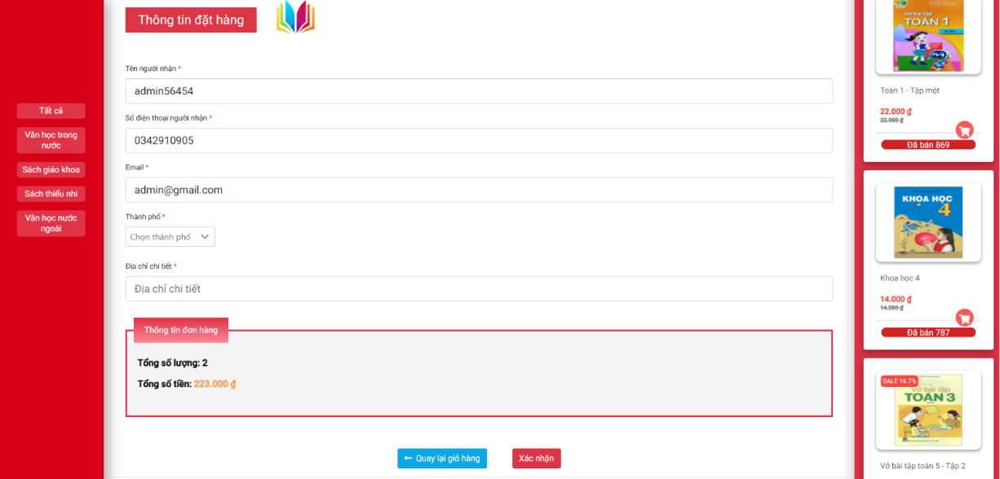 Thông tin đặt hàng
Tên người nhận *
admin56454
Số điện thoại người nhận *
0342910905
Email *
admin@gmail.com
Thành phố *
Chọn thành phố
Địa chỉ chi tiết *
Địa chỉ chi tiết
Thông tin đơn hàng
Tổng số lượng: 2
Tổng số tiền: 223.000 ₫
← Quay lại giỏ hàng
Xác nhận
Tất cả
Văn học trong
nước
Sách giáo khoa
Sách thiếu nhi
Văn học nước
ngoài
Vở bài tập
TOÁN 1
Toán 1 - Tập một
22.000 ₫
22.000 ₫
Đã bán 869
KHOA HỌC
4
Khoa học 4
14.000 ₫
14.000 ₫
Đã bán 787
SALE 16.7%
Vở bài tập
TOÁN 3
Vở bài tập toán 5 - Tập 2